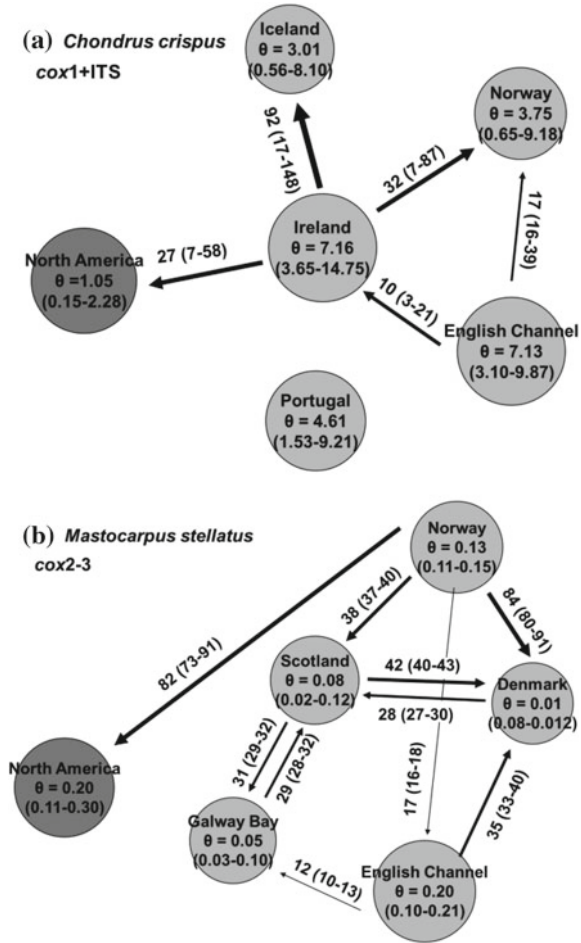 (a) Chondrus crispus
cox1+ITS
Iceland
θ = 3.01
(0.56-8.10)
Norway
θ = 3.75
(0.65-9.18)
92 (17-148)
32 (7-87)
17 (16-39)
Ireland
θ = 7.16
(3.65-14.75)
North America
θ =1.05
(0.15-2.28)
27 (7-58)
10 (3-21)
English Channel
θ = 7.13
(3.10-9.87)
Portugal
θ = 4.61
(1.53-9.21)
(b) Mastocarpus stellatus
cox2-3
Norway
θ = 0.13
(0.11-0.15)
82 (73-91)
38 (37-40)
84 (80-91)
Scotland
θ = 0.08
(0.02-0.12)
42 (40-43)
28 (27-30)
Denmark
θ = 0.01
(0.08-0.012)
North America
θ = 0.20
(0.11-0.30)
31 (29-32)
29 (28-32)
17 (16-18)
35 (33-40)
Galway Bay
θ = 0.05
(0.03-0.10)
12 (10-13)
English Channel
θ = 0.20
(0.10-0.21)